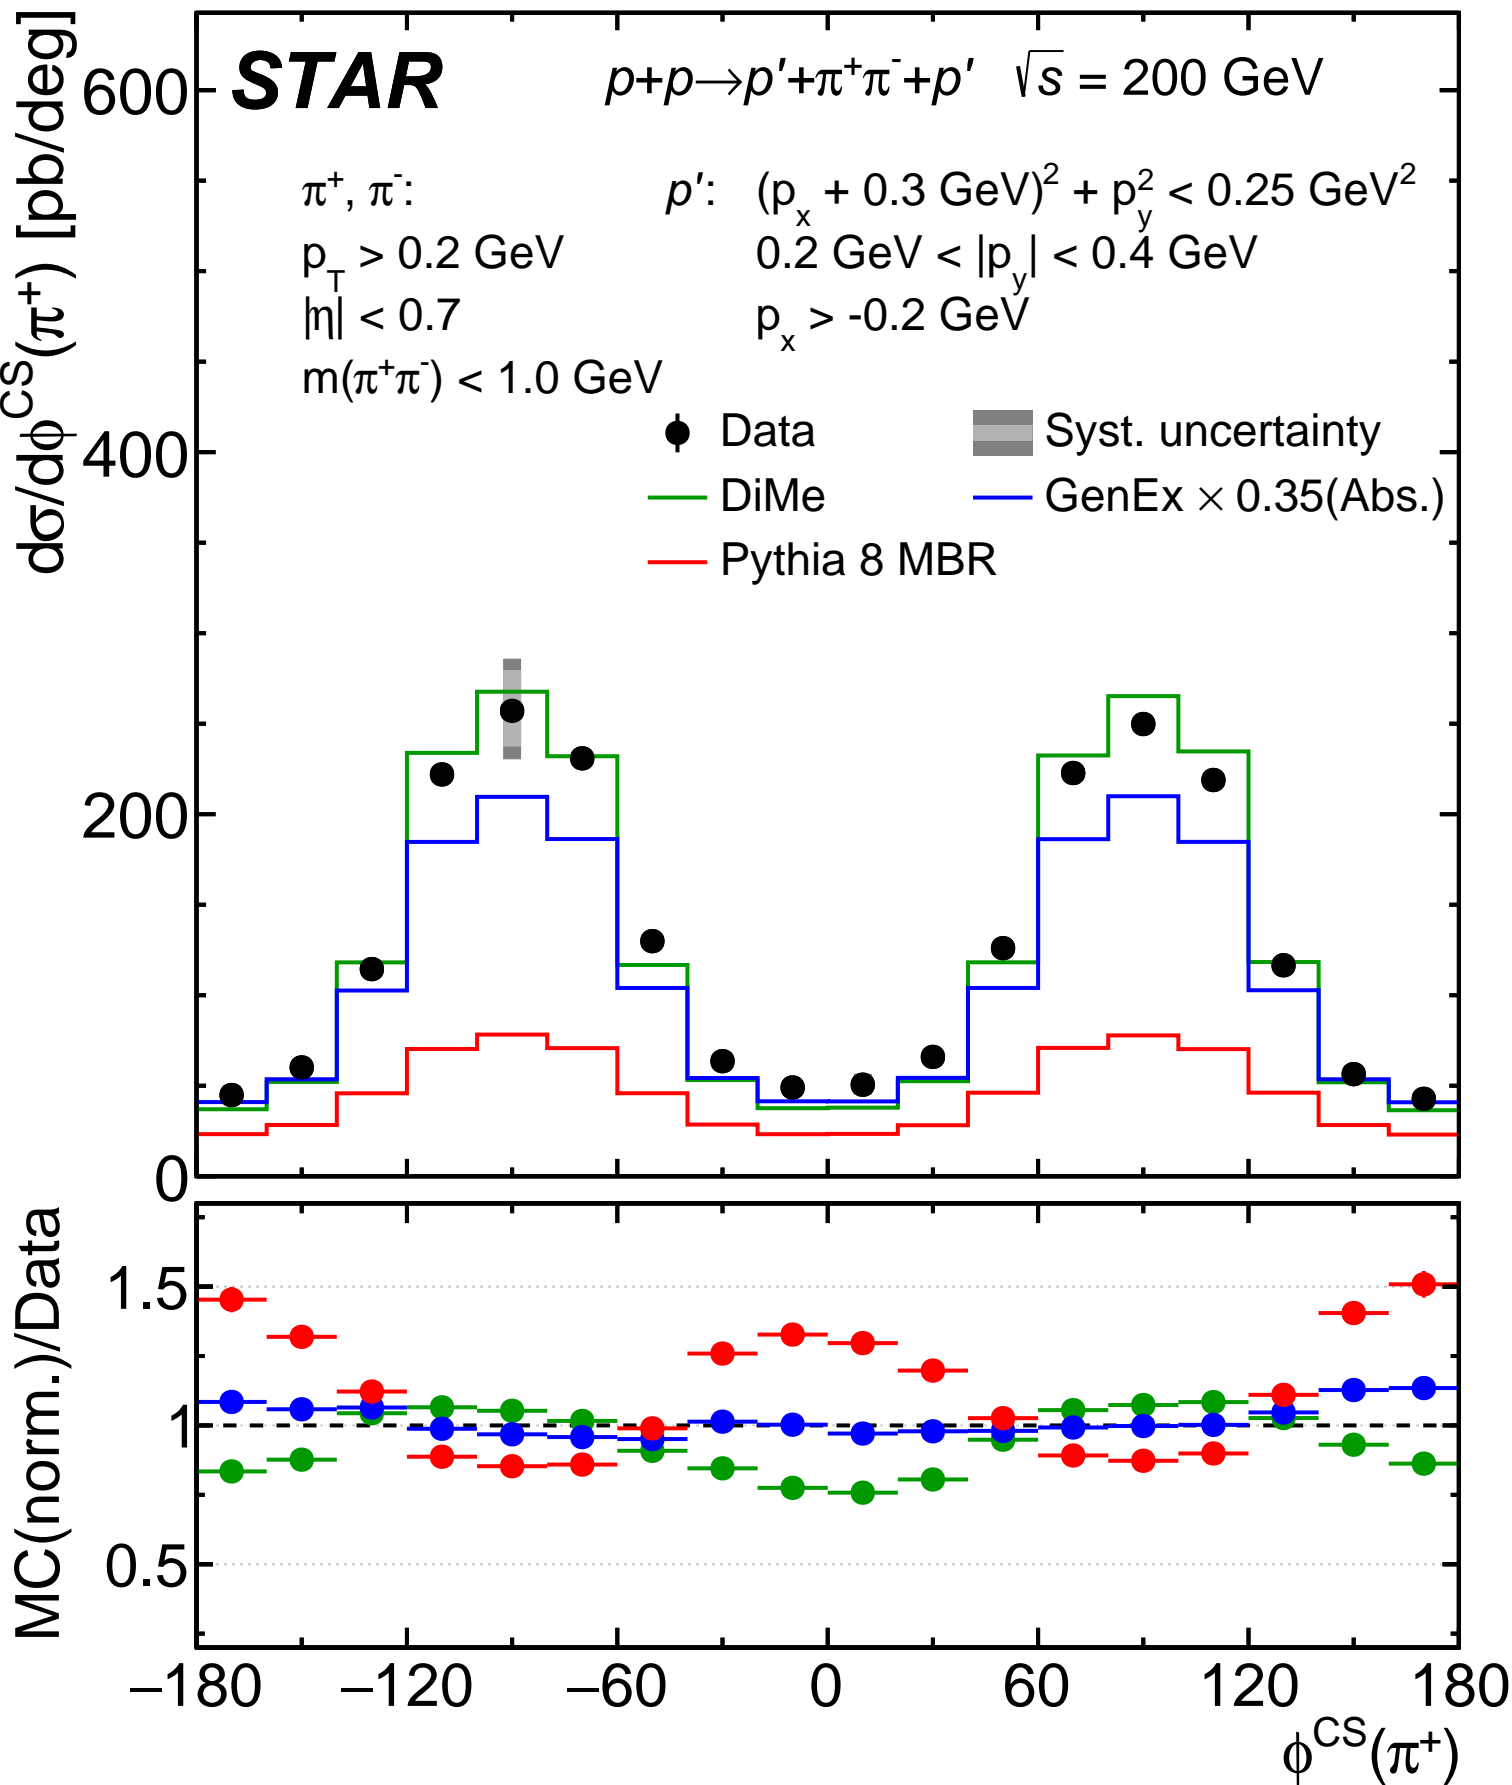 dσ/dϕ^CS(π⁺) [pb/deg]
600
400
200
0
STAR
p+p→p′+π⁺π⁻+p′ √s = 200 GeV
π⁺, π⁻:
p_T > 0.2 GeV
|η| < 0.7
m(π⁺π⁻) < 1.0 GeV
p′: (p_x + 0.3 GeV)² + p_y² < 0.25 GeV²
0.2 GeV < |p_y| < 0.4 GeV
p_x > -0.2 GeV
Data
Syst. uncertainty
DiMe
GenEx × 0.35(Abs.)
Pythia 8 MBR
MC(norm.)/Data
1.5
1
0.5
−180 −120 −60 0 60 120 180
ϕ^CS(π⁺)